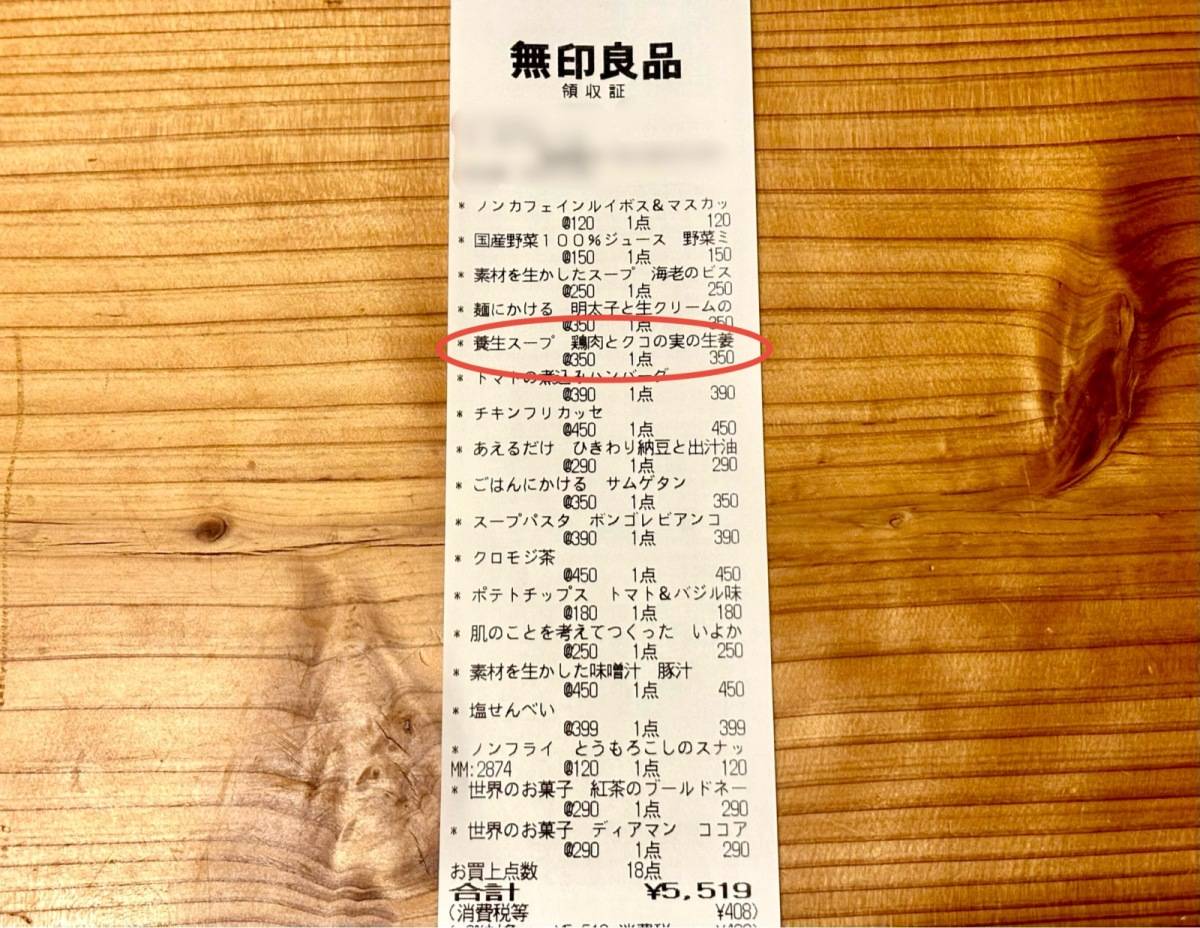 無印良品
領収証
* ノンカフェインルイボス&マスカッ
@120 1点 120
* 国産野菜100%ジュース 野菜ミ
@150 1点 150
* 素材を生かしたスープ 海老のビス
@250 1点 250
* 麺にかける 明太子と生クリームの
@350 1点 350
* 養生スープ 鶏肉とクコの実の生姜
@350 1点 350
* トマトの煮込みハンバーグ
@390 1点 390
* チキンフリカッセ
@450 1点 450
* あえるだけ ひきわり納豆と出汁油
@290 1点 290
* ごはんにかける サムゲタン
@350 1点 350
* スープパスタ ボンゴレビアンコ
@390 1点 390
* クロモジ茶
@450 1点 450
* ポテトチップス トマト&バジル味
@180 1点 180
* 肌のことを考えてつくった いよか
@250 1点 250
* 素材を生かした味噌汁 豚汁
@450 1点 450
* 塩せんべい
@399 1点 399
* ノンフライ とうもろこしのスナッ
MM:2874 @120 1点 120
* 世界のお菓子 紅茶のブールドネー
@290 1点 290
* 世界のお菓子 ディアマン ココア
@290 1点 290
お買上点数 18点
合計 ¥5,519
(消費税等 ¥408)